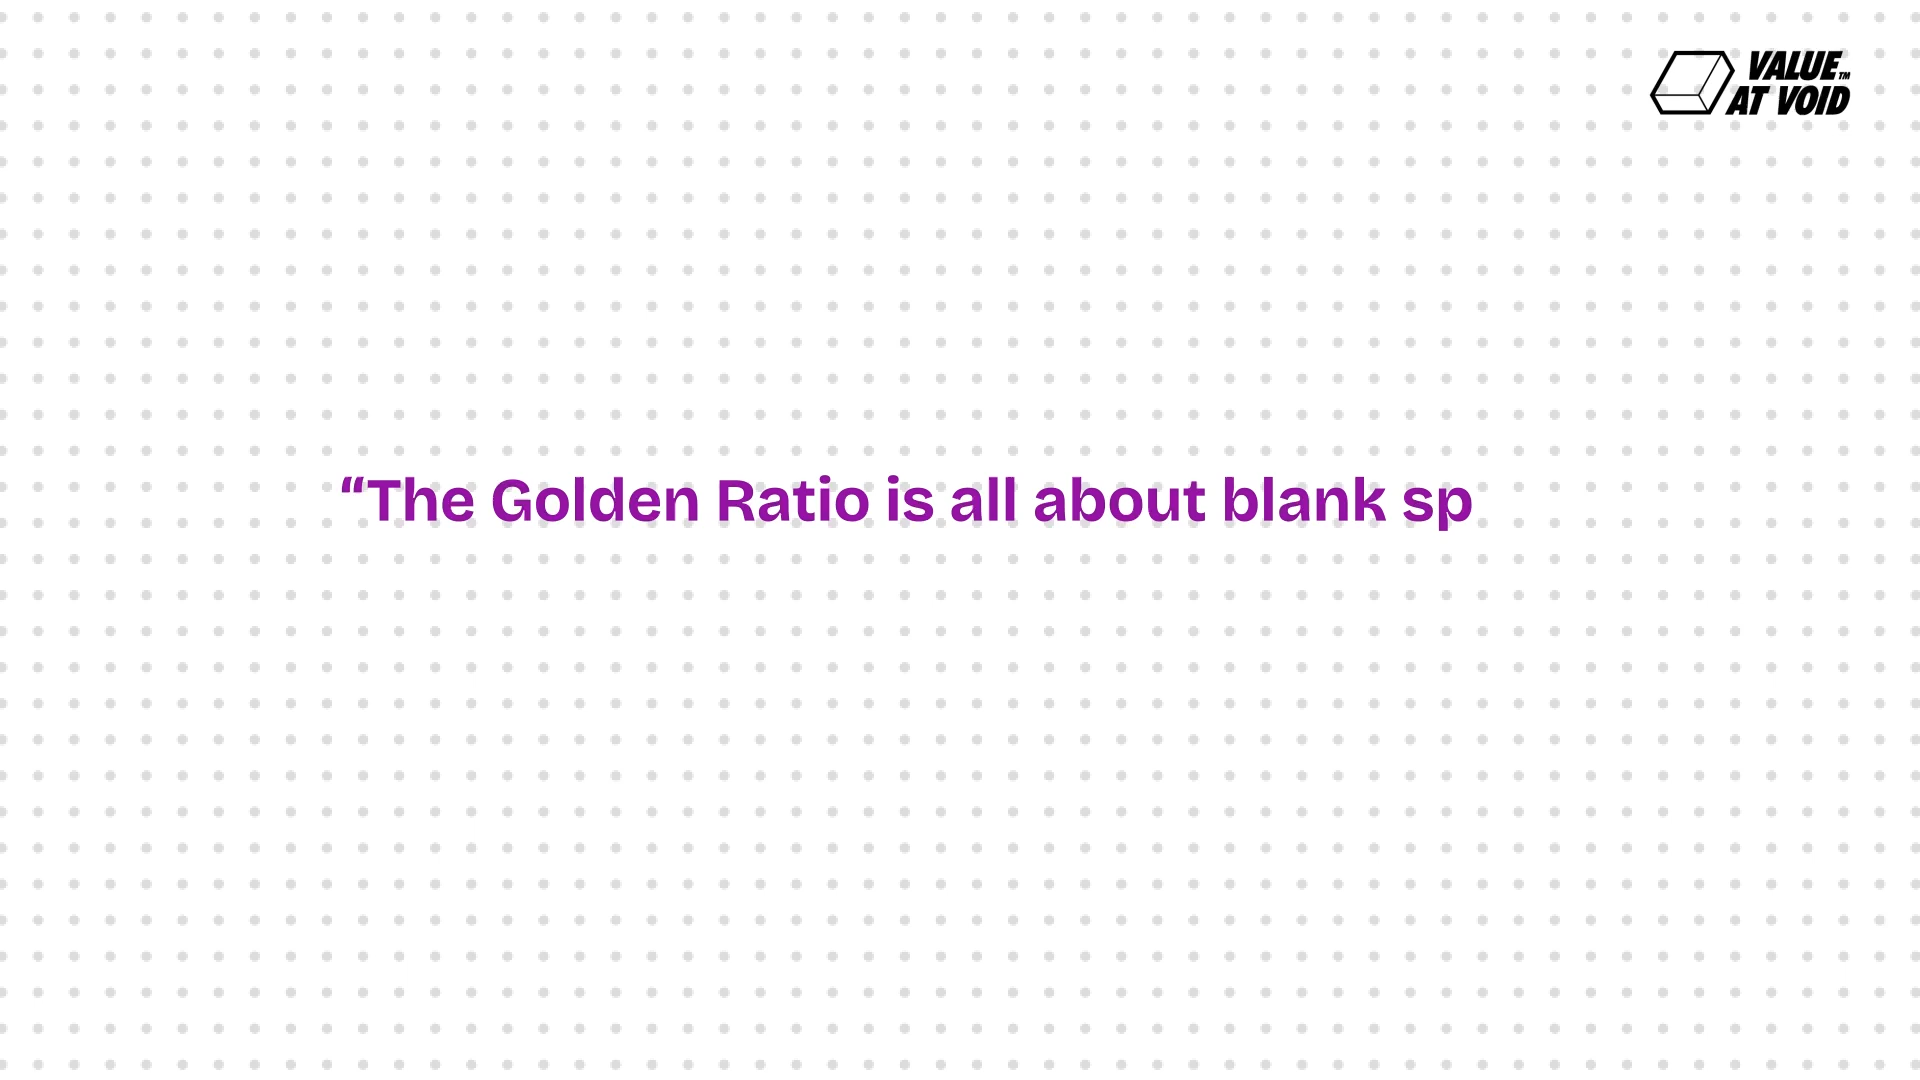 VALUE™
AT VOID
“The Golden Ratio is all about blank sp